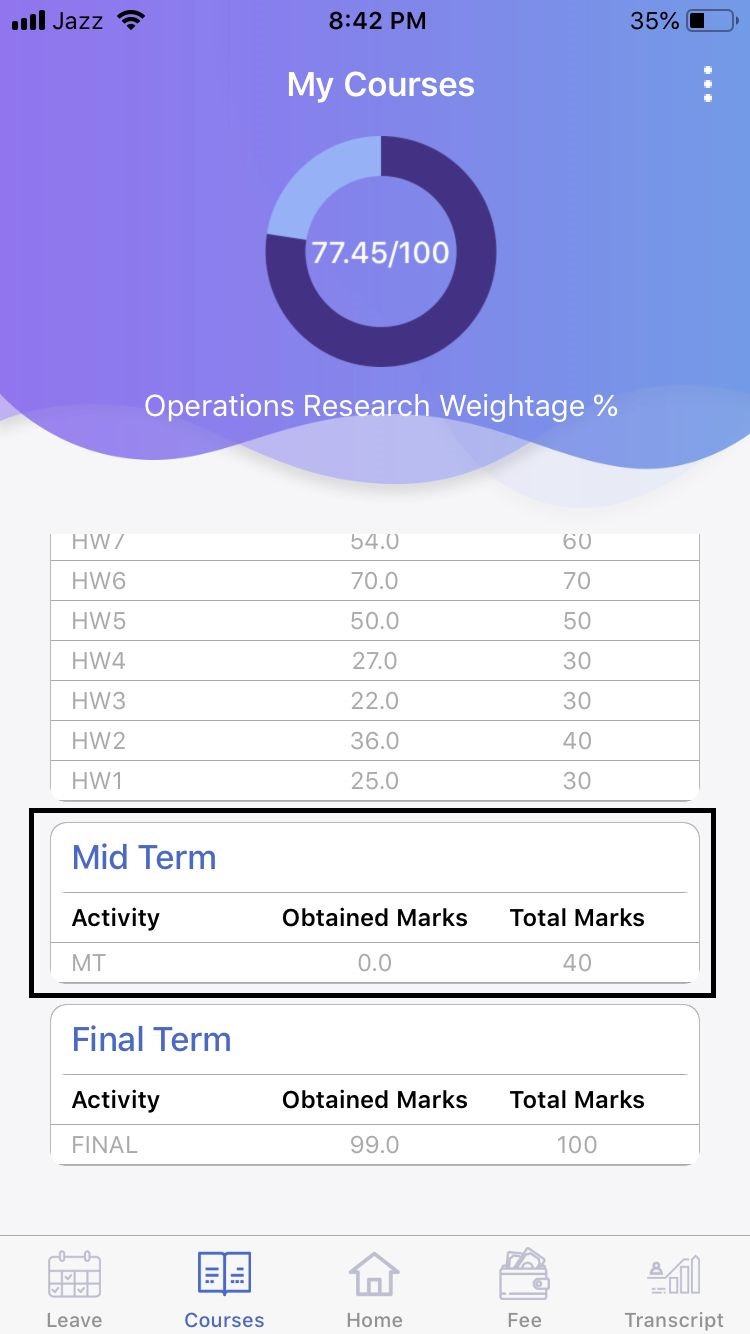 Jazz 8:42 PM 35%
My Courses
77.45/100
Operations Research Weightage %
HW7 54.0 60
HW6 70.0 70
HW5 50.0 50
HW4 27.0 30
HW3 22.0 30
HW2 36.0 40
HW1 25.0 30
Mid Term
Activity Obtained Marks Total Marks
MT 0.0 40
Final Term
Activity Obtained Marks Total Marks
FINAL 99.0 100
Leave Courses Home Fee Transcript